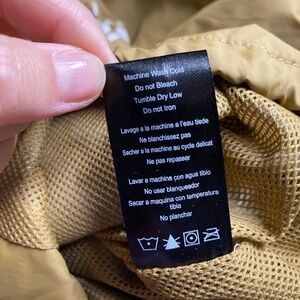 Machine Wash Cold
Do not Bleach
Tumble Dry Low
Do not Iron
Lavage a la machine a l'eau tiede
Ne blanchissez pas
Secher a la machine au cycle delicat
Ne pas repasser
Lavar a machina con agua tibio
No usar blanqueador
Secar a maquina con temperatura
tibia
No planchar